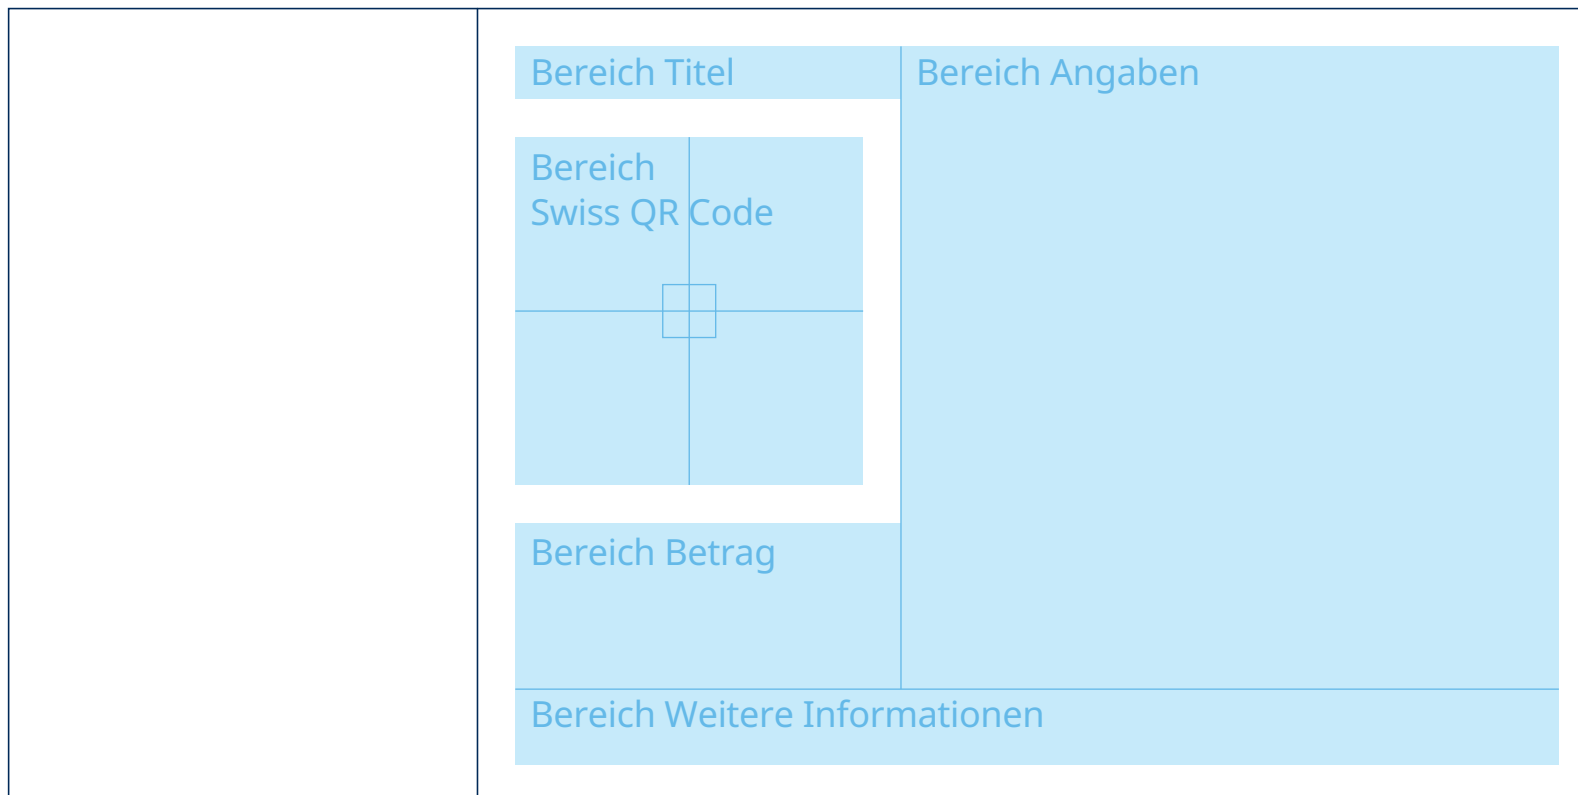 Bereich Titel
Bereich Angaben
Bereich
Swiss QR Code
Bereich Betrag
Bereich Weitere Informationen